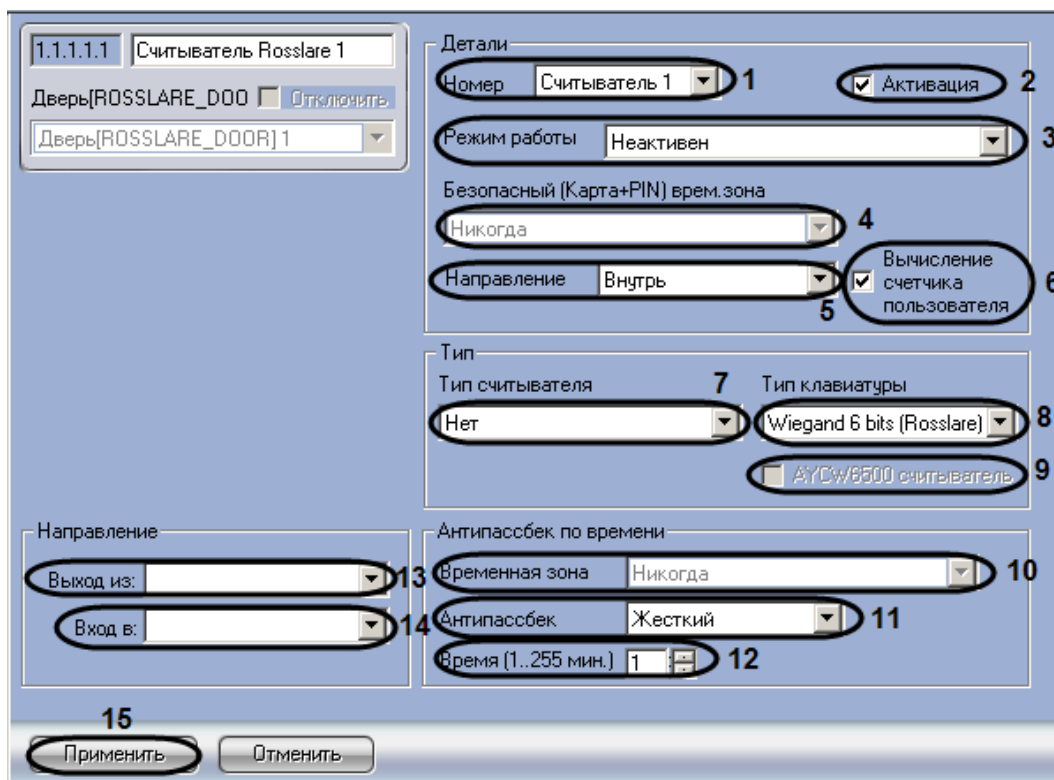 1.1.1.1.1 Считыватель Rosslare 1
Дверь[ROSSLARE_DOO Отключить
Дверь[ROSSLARE_DOOR] 1
Детали
Номер Считыватель 1 1
Активация 2
Режим работы Неактивен 3
Безопасный (Карта+PIN) врем.зона
Никогда 4
Направление Внутрь 5
Вычисление
счетчика
пользователя
6
Тип
Тип считывателя 7
Нет
Тип клавиатуры
Wiegand 6 bits (Rosslare) 8
AYCW6500 считыватель 9
Направление
Выход из: 13
Вход в: 14
Антипассбек по времени
Временная зона Никогда 10
Антипассбек Жесткий 11
Время (1..255 мин.) 1 12
15
Применить Отменить